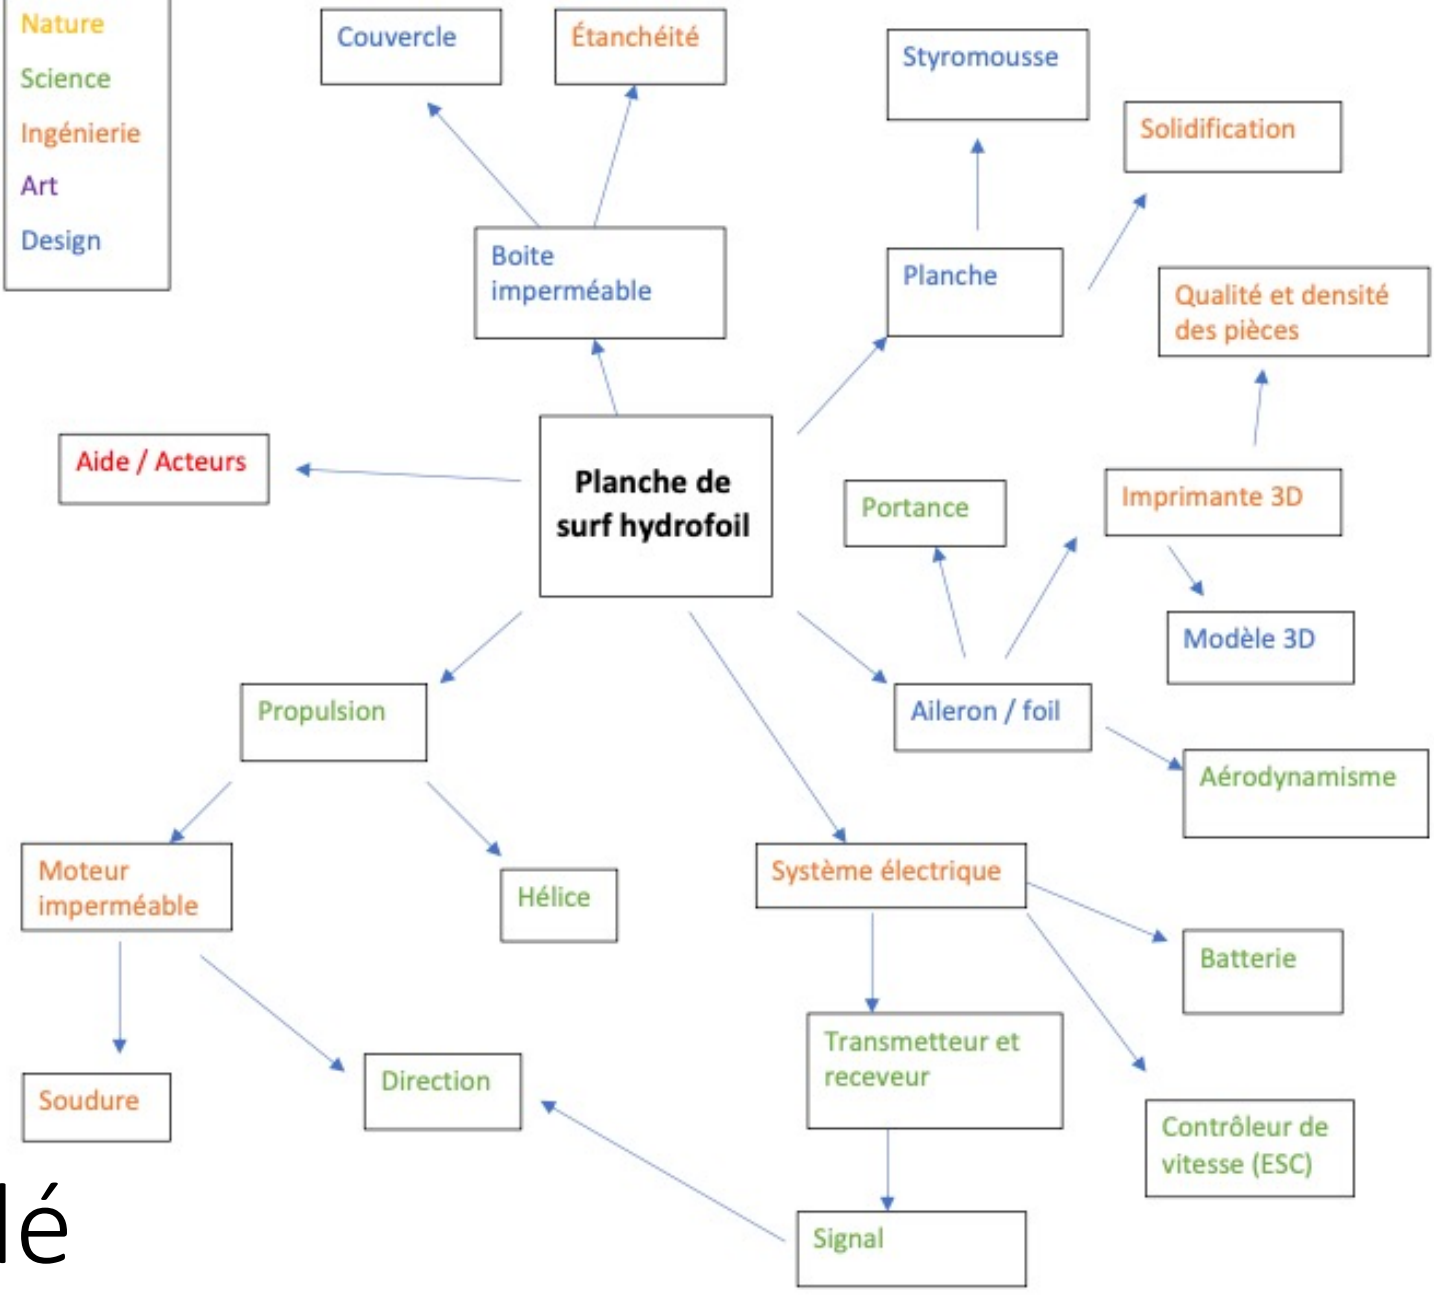 Nature
Science
Ingénierie
Art
Design
Couvercle
Étanchéité
Styromousse
Solidification
Boite
imperméable
Planche
Qualité et densité
des pièces
Aide / Acteurs
Planche de
surf hydrofoil
Portance
Imprimante 3D
Modèle 3D
Propulsion
Aileron / foil
Aérodynamisme
Moteur
imperméable
Hélice
Système électrique
Batterie
Transmetteur et
receveur
Soudure
Direction
Contrôleur de
vitesse (ESC)
Signal